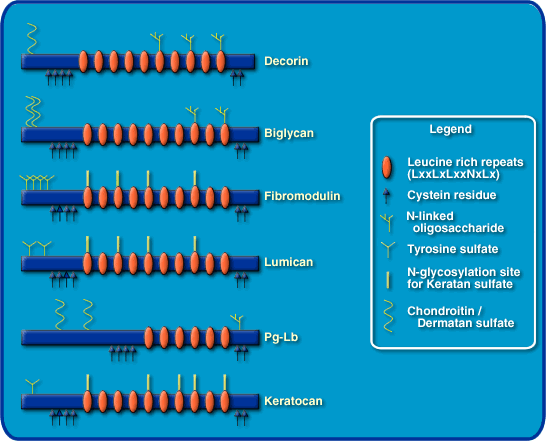 Decorin
Biglycan
Fibromodulin
Lumican
Pg-Lb
Keratocan
Legend
Leucine rich repeats
(LxxLxLxxNxLx)
Cystein residue
N-linked
oligosaccharide
Tyrosine sulfate
N-glycosylation site
for Keratan sulfate
Chondroitin /
Dermatan sulfate